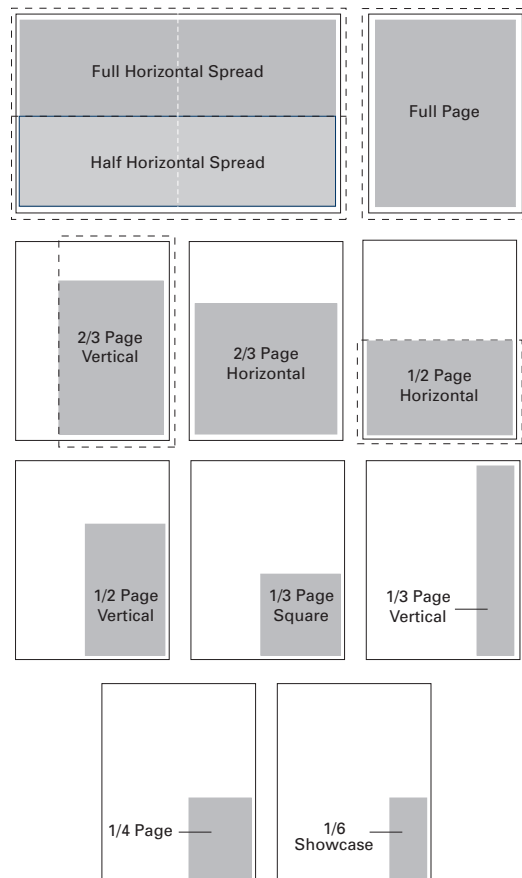 Full Horizontal Spread
Full Page
Half Horizontal Spread
2/3 Page
Vertical
2/3 Page
Horizontal
1/2 Page
Horizontal
1/2 Page
Vertical
1/3 Page
Square
1/3 Page
Vertical
1/4 Page
1/6
Showcase